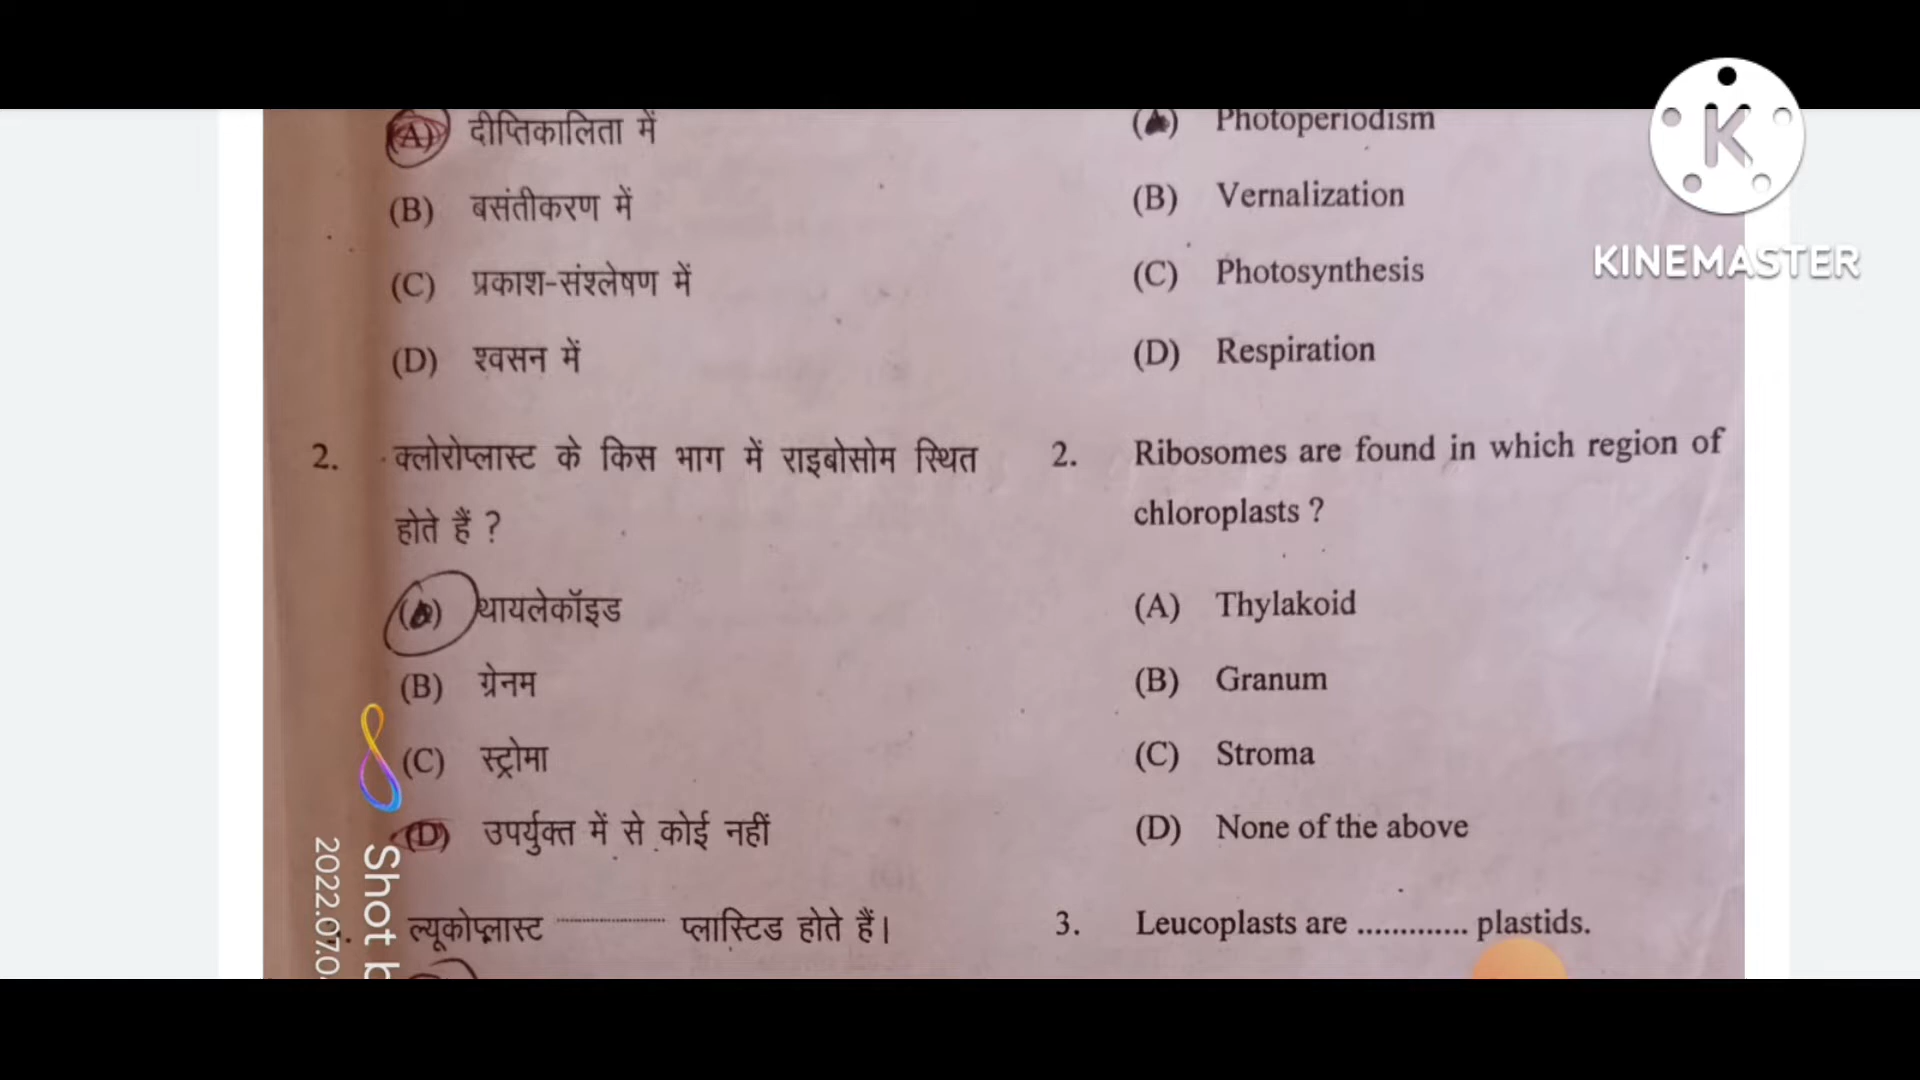 (A) दीप्तिकालिता में
(B) बसंतीकरण में
(C) प्रकाश-संश्लेषण में
(D) श्वसन में
2. क्लोरोप्लास्ट के किस भाग में राइबोसोम स्थित
होते हैं ?
(A) थायलेकॉइड
(B) ग्रेनम
(C) स्ट्रोमा
(D) उपर्युक्त में से कोई नहीं
ल्यूकोप्लास्ट ............ प्लास्टिड होते हैं।
(A) Photoperiodism
(B) Vernalization
(C) Photosynthesis
(D) Respiration
2. Ribosomes are found in which region of
chloroplasts ?
(A) Thylakoid
(B) Granum
(C) Stroma
(D) None of the above
3. Leucoplasts are ............. plastids.
K
KINEMASTER
Shot b
2022.07.0